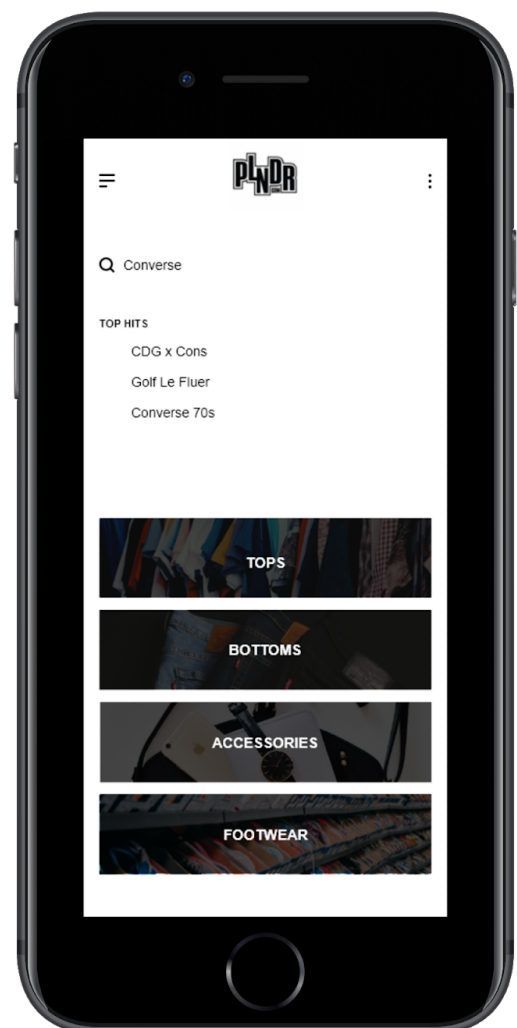 PLNDR
Converse
TOP HITS
CDG x Cons
Golf Le Fluer
Converse 70s
TOPS
BOTTOMS
ACCESSORIES
FOOTWEAR